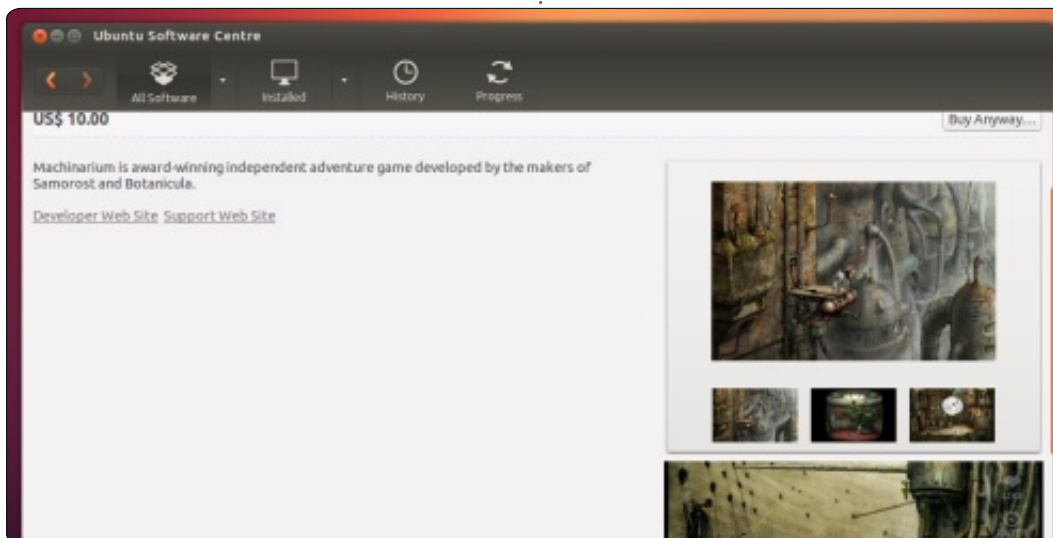 Ubuntu Software Centre
All Software
Installed
History
Progress
US$ 10.00
Buy Anyway...
Machinarium is award-winning independent adventure game developed by the makers of
Samorost and Botanicula.
Developer Web Site Support Web Site